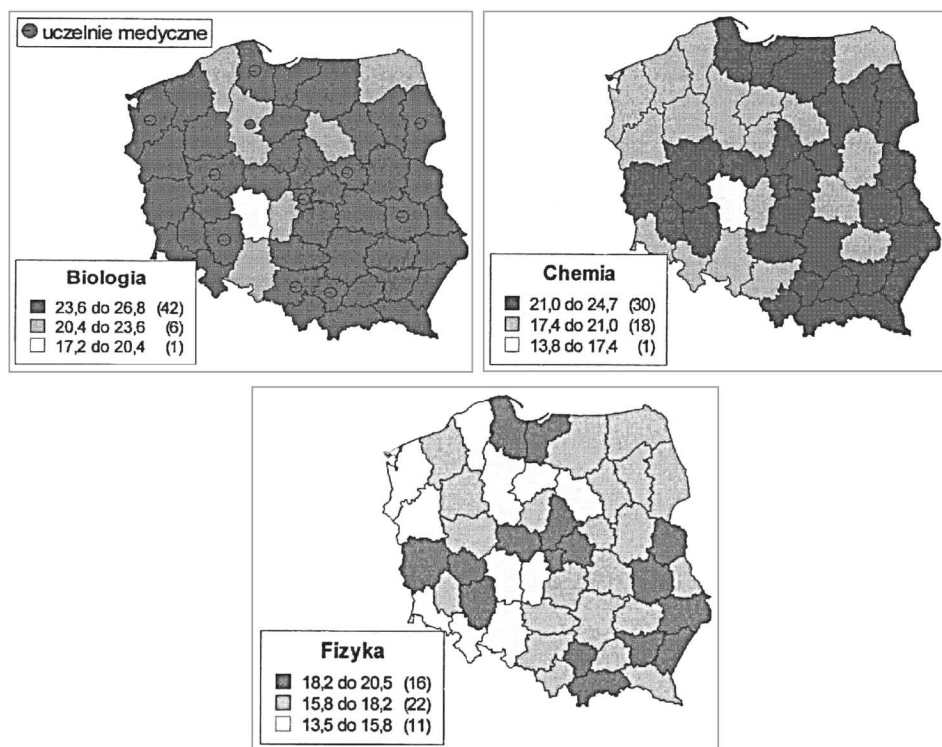 uczelnie medyczne
Biologia
23,6 do 26,8 (42)
20,4 do 23,6 (6)
17,2 do 20,4 (1)
Chemia
21,0 do 24,7 (30)
17,4 do 21,0 (18)
13,8 do 17,4 (1)
Fizyka
18,2 do 20,5 (16)
15,8 do 18,2 (22)
13,5 do 15,8 (11)